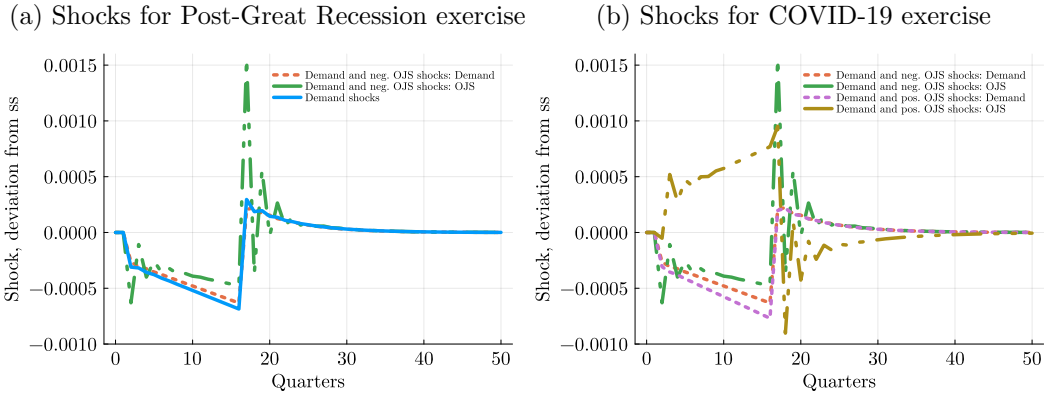 (a) Shocks for Post-Great Recession exercise
Shock, deviation from ss
0.0015
0.0010
0.0005
0.0000
−0.0005
−0.0010
Demand and neg. OJS shocks: Demand
Demand and neg. OJS shocks: OJS
Demand shocks
0 10 20 30 40 50
Quarters
(b) Shocks for COVID-19 exercise
Shock, deviation from ss
0.0015
0.0010
0.0005
0.0000
−0.0005
−0.0010
Demand and neg. OJS shocks: Demand
Demand and neg. OJS shocks: OJS
Demand and pos. OJS shocks: Demand
Demand and pos. OJS shocks: OJS
0 10 20 30 40 50
Quarters